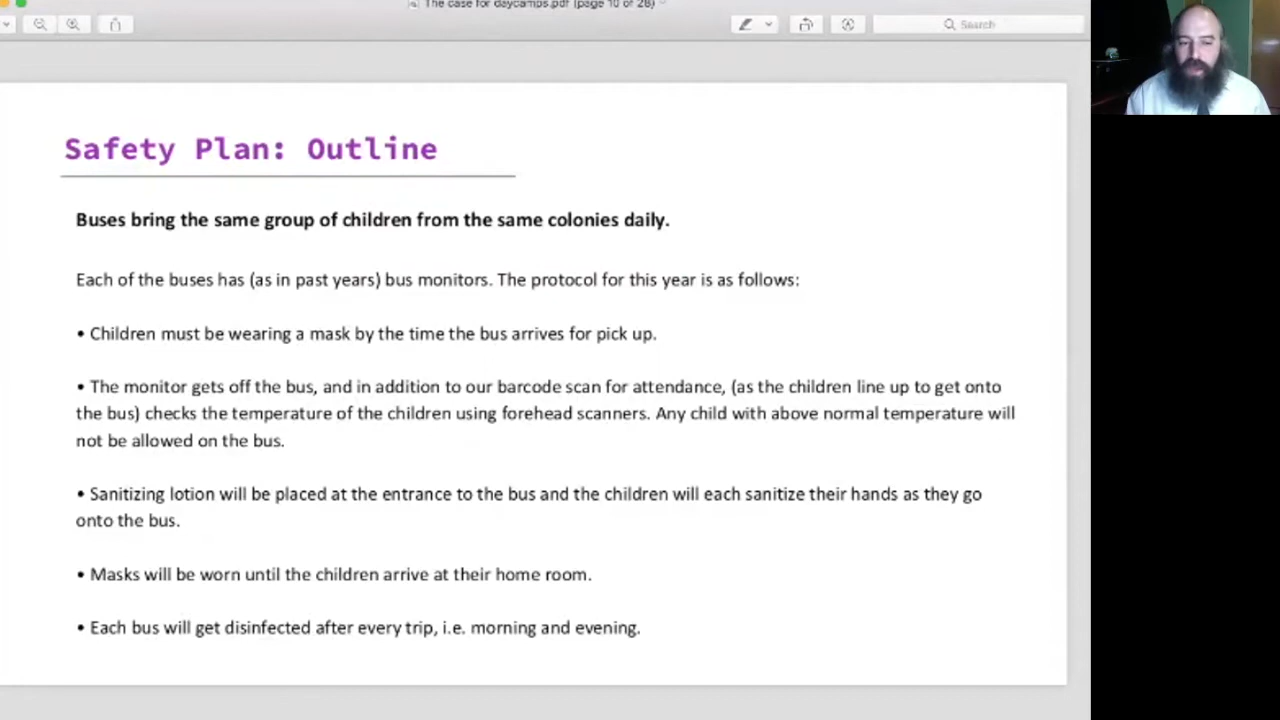 The case for daycamps.pdf (page 10 of 28)
Search
Safety Plan: Outline
Buses bring the same group of children from the same colonies daily.
Each of the buses has (as in past years) bus monitors. The protocol for this year is as follows:
• Children must be wearing a mask by the time the bus arrives for pick up.
• The monitor gets off the bus, and in addition to our barcode scan for attendance, (as the children line up to get onto
the bus) checks the temperature of the children using forehead scanners. Any child with above normal temperature will
not be allowed on the bus.
• Sanitizing lotion will be placed at the entrance to the bus and the children will each sanitize their hands as they go
onto the bus.
• Masks will be worn until the children arrive at their home room.
• Each bus will get disinfected after every trip, i.e. morning and evening.